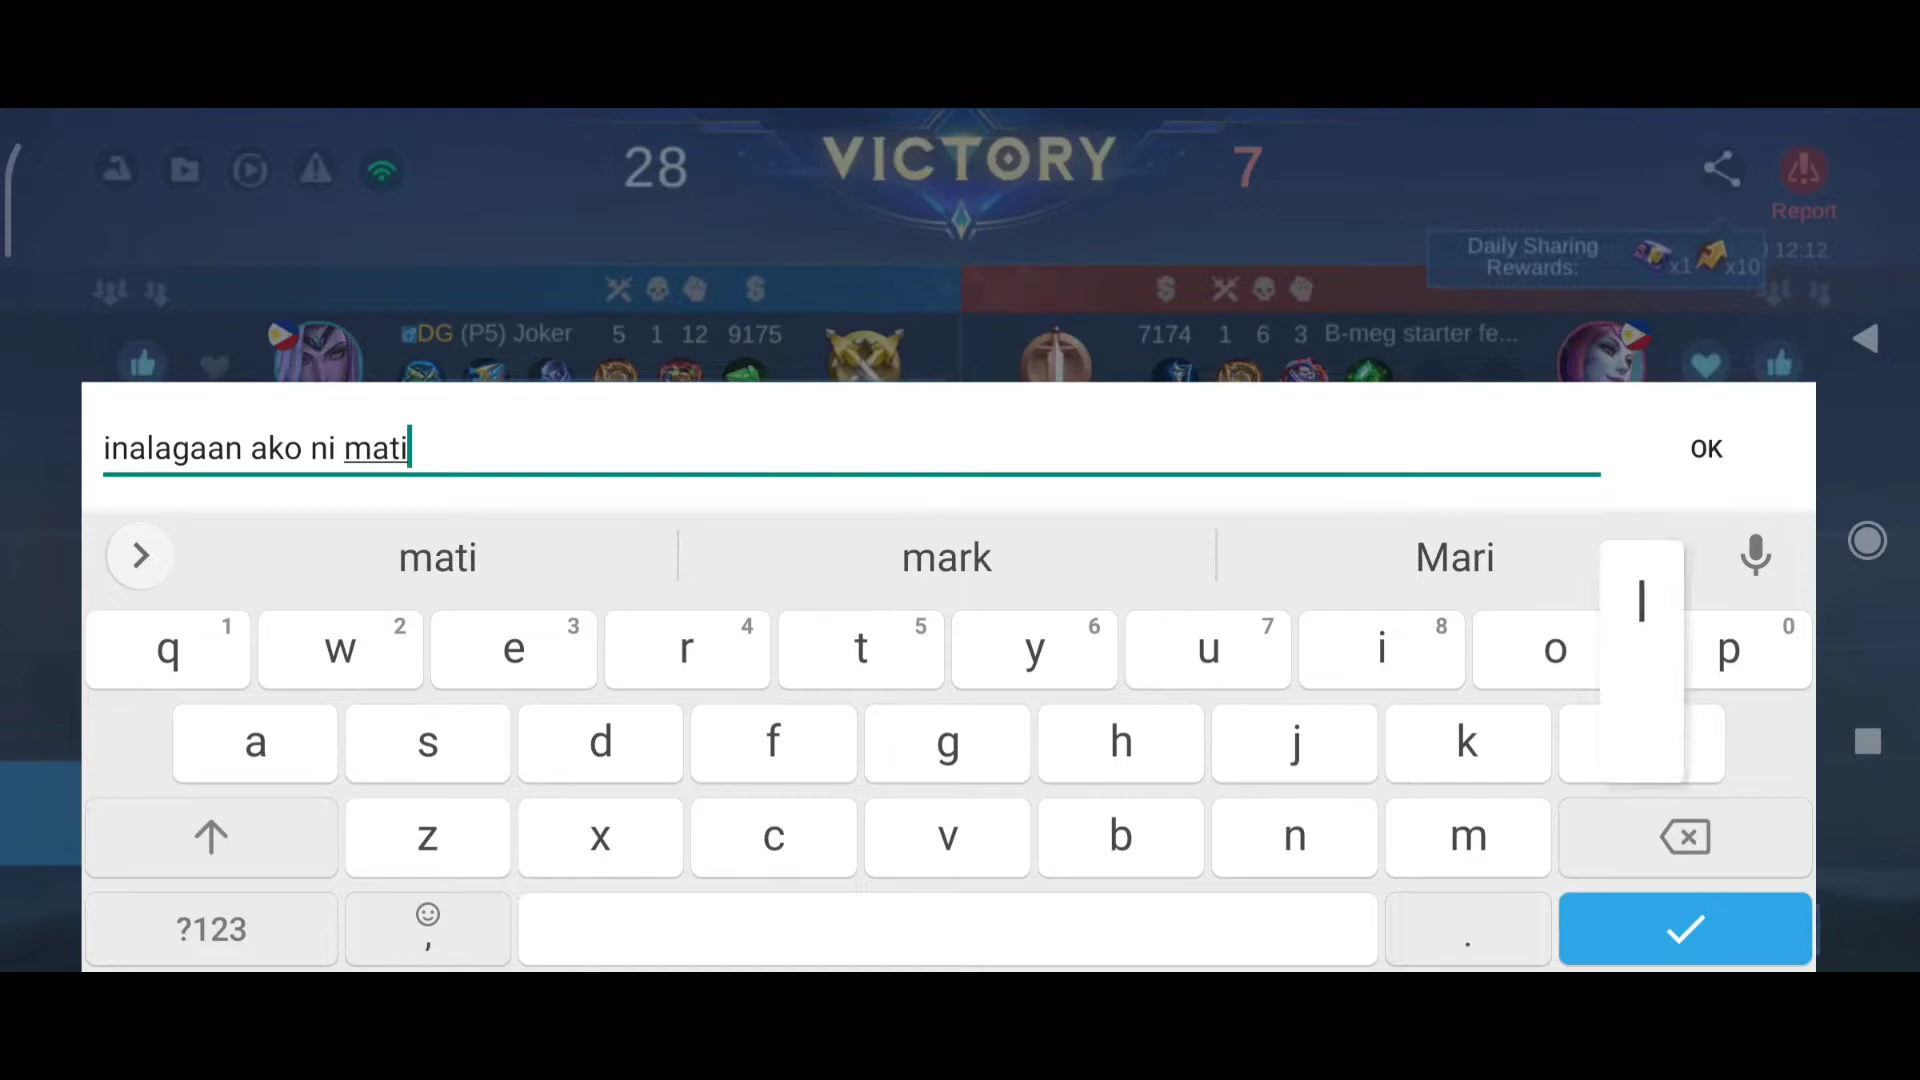 28 VICTORY 7
Report
Daily Sharing
Rewards: x1 x10
12:12
DG (P5) Joker 5 1 12 9175
7174 1 6 3 B-meg starter fe...
inalagaan ako ni mati
OK
mati mark Mari
l
q 1 w 2 e 3 r 4 t 5 y 6 u 7 i 8 o p 0
a s d f g h j k
z x c v b n m
?123 , .